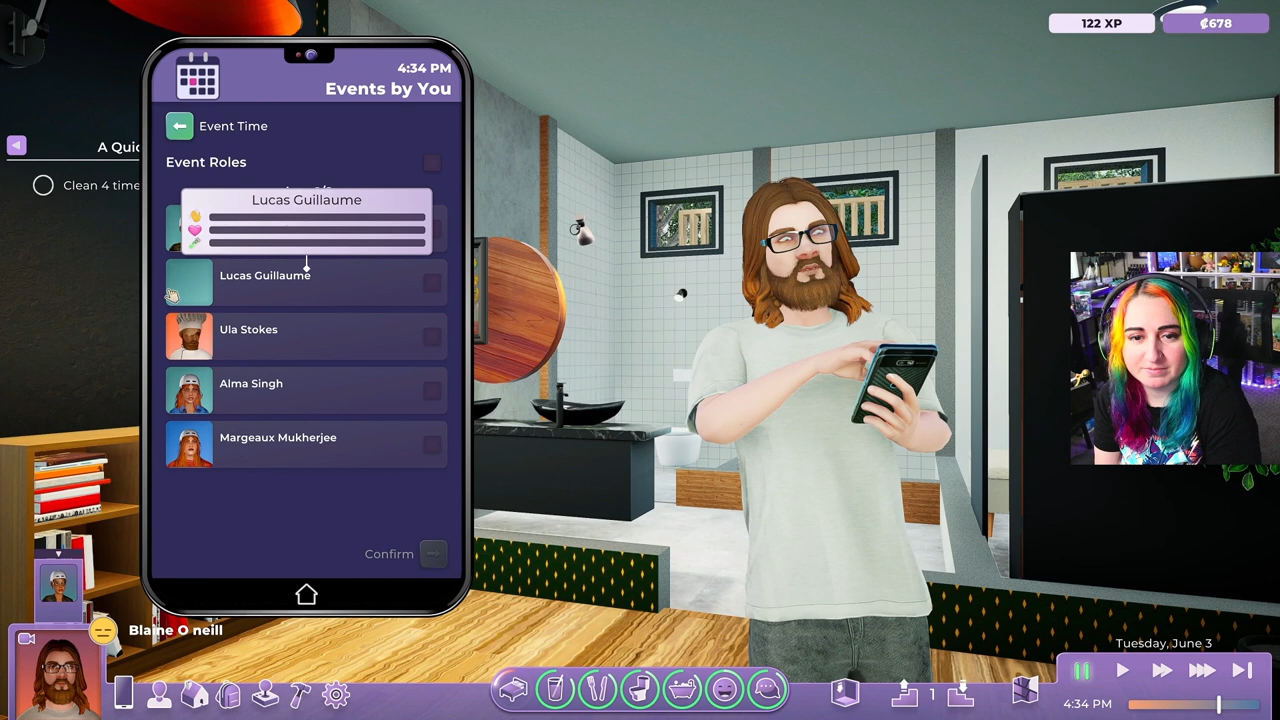 122 XP
₡678
4:34 PM
Events by You
Event Time
Event Roles
A Quic
Clean 4 time
Lucas Guillaume
Lucas Guillaume
Ula Stokes
Alma Singh
Margeaux Mukherjee
Confirm
Blaine O neill
Tuesday, June 3
1
4:34 PM